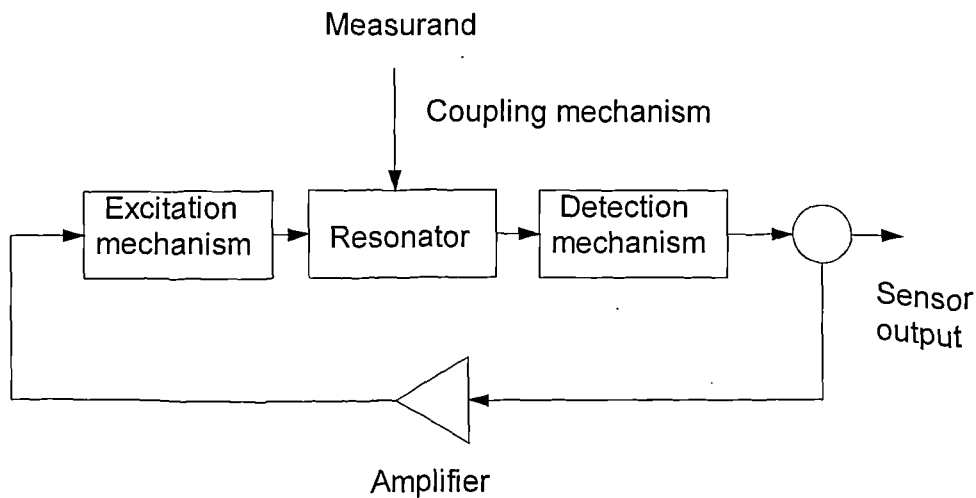 Measurand
Coupling mechanism
Excitation
mechanism
Resonator
Detection
mechanism
Sensor
output
Amplifier